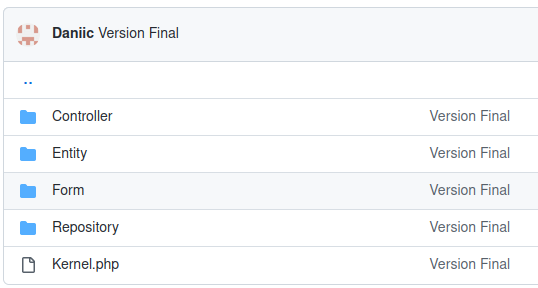 Daniic Version Final
..
Controller Version Final
Entity Version Final
Form Version Final
Repository Version Final
Kernel.php Version Final